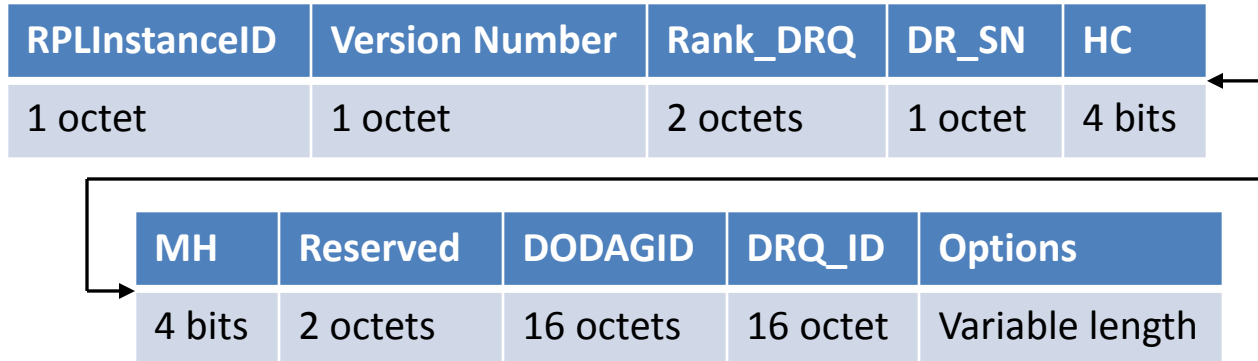 RPLInstanceID Version Number Rank_DRQ DR_SN HC
1 octet 1 octet 2 octets 1 octet 4 bits
MH Reserved DODAGID DRQ_ID Options
4 bits 2 octets 16 octets 16 octet Variable length